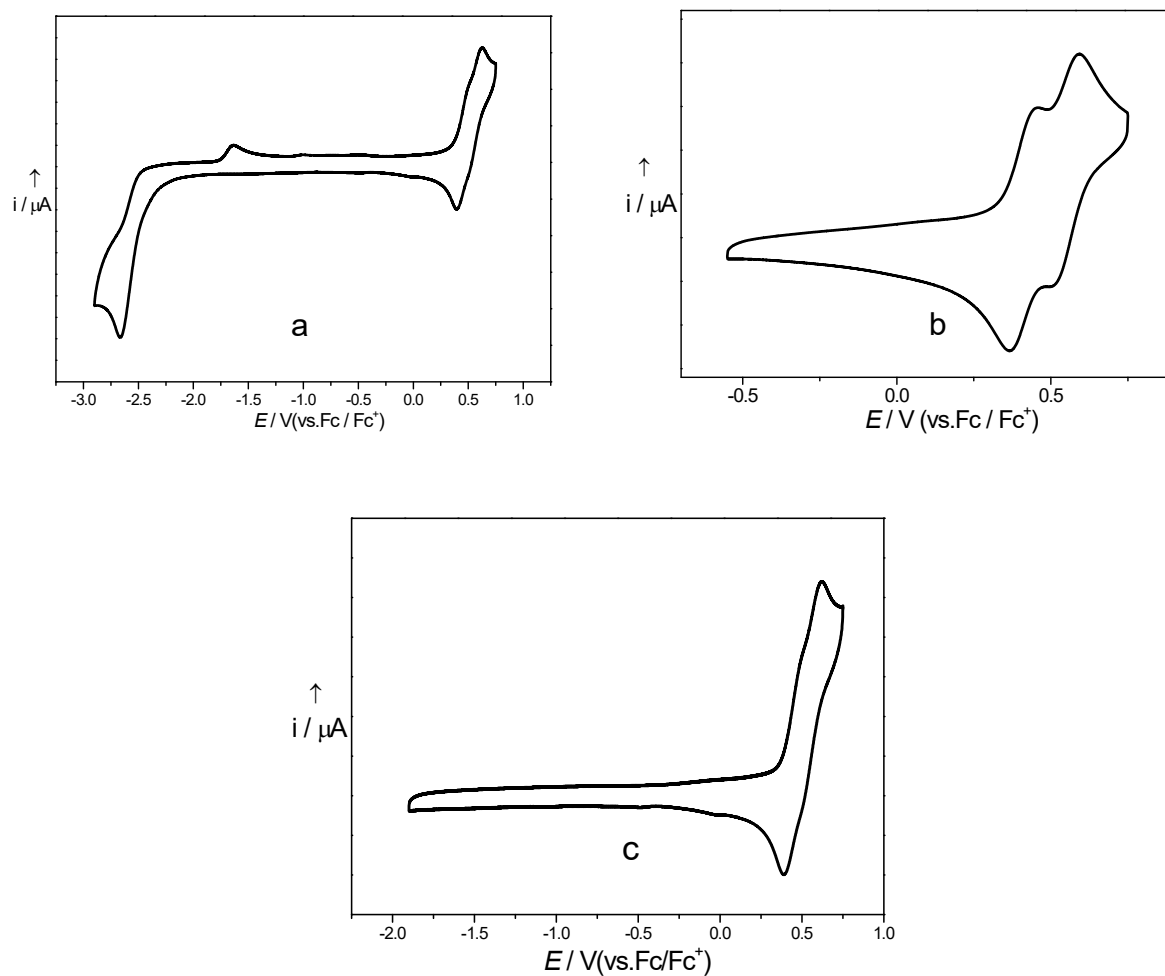 ↑
i / μA
a
-3.0 -2.5 -2.0 -1.5 -1.0 -0.5 0.0 0.5 1.0
E / V(vs.Fc / Fc⁺)
↑
i / μA
b
-0.5 0.0 0.5
E / V (vs.Fc / Fc⁺)
↑
i / μA
c
-2.0 -1.5 -1.0 -0.5 0.0 0.5 1.0
E / V(vs.Fc/Fc⁺)